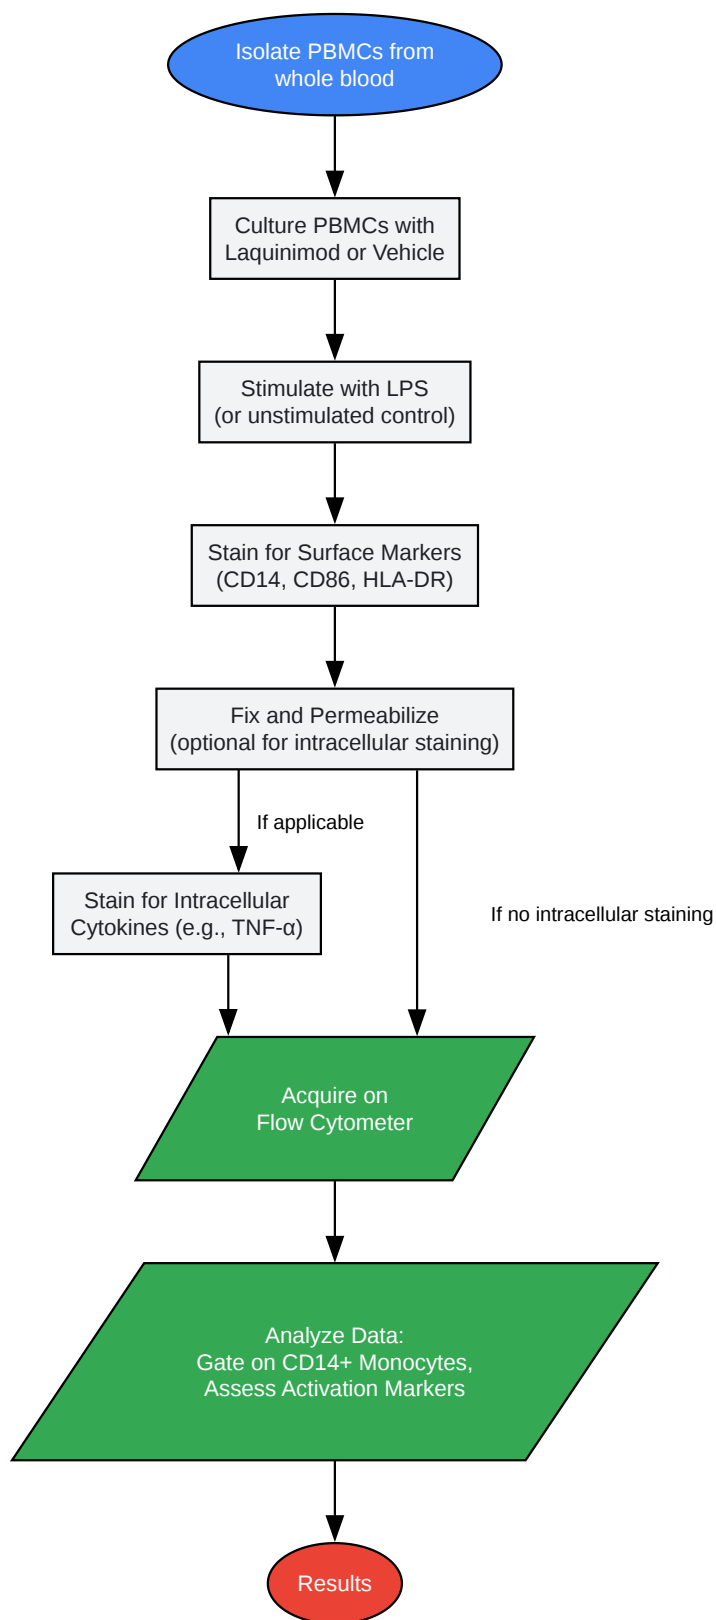 Isolate PBMCs from
whole blood
Culture PBMCs with
Laquinimod or Vehicle
Stimulate with LPS
(or unstimulated control)
Stain for Surface Markers
(CD14, CD86, HLA-DR)
Fix and Permeabilize
(optional for intracellular staining)
If applicable
Stain for Intracellular
Cytokines (e.g., TNF-α)
If no intracellular staining
Acquire on
Flow Cytometer
Analyze Data:
Gate on CD14+ Monocytes,
Assess Activation Markers
Results